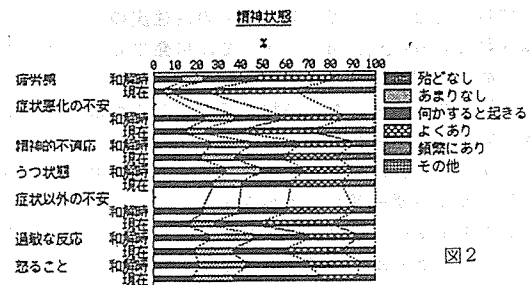 精神状態
%
0 10 20 30 40 50 60 70 80 90 100
疲労感 和解時
現在
症状悪化の不安
和解時
現在
精神的不適応 和解時
現在
うつ状態 和解時
現在
症状以外の不安
和解時
現在
過敏な反応 和解時
現在
怒ること 和解時
現在
殆どなし
あまりなし
何かすると起きる
よくあり
頻繁にあり
その他
図2